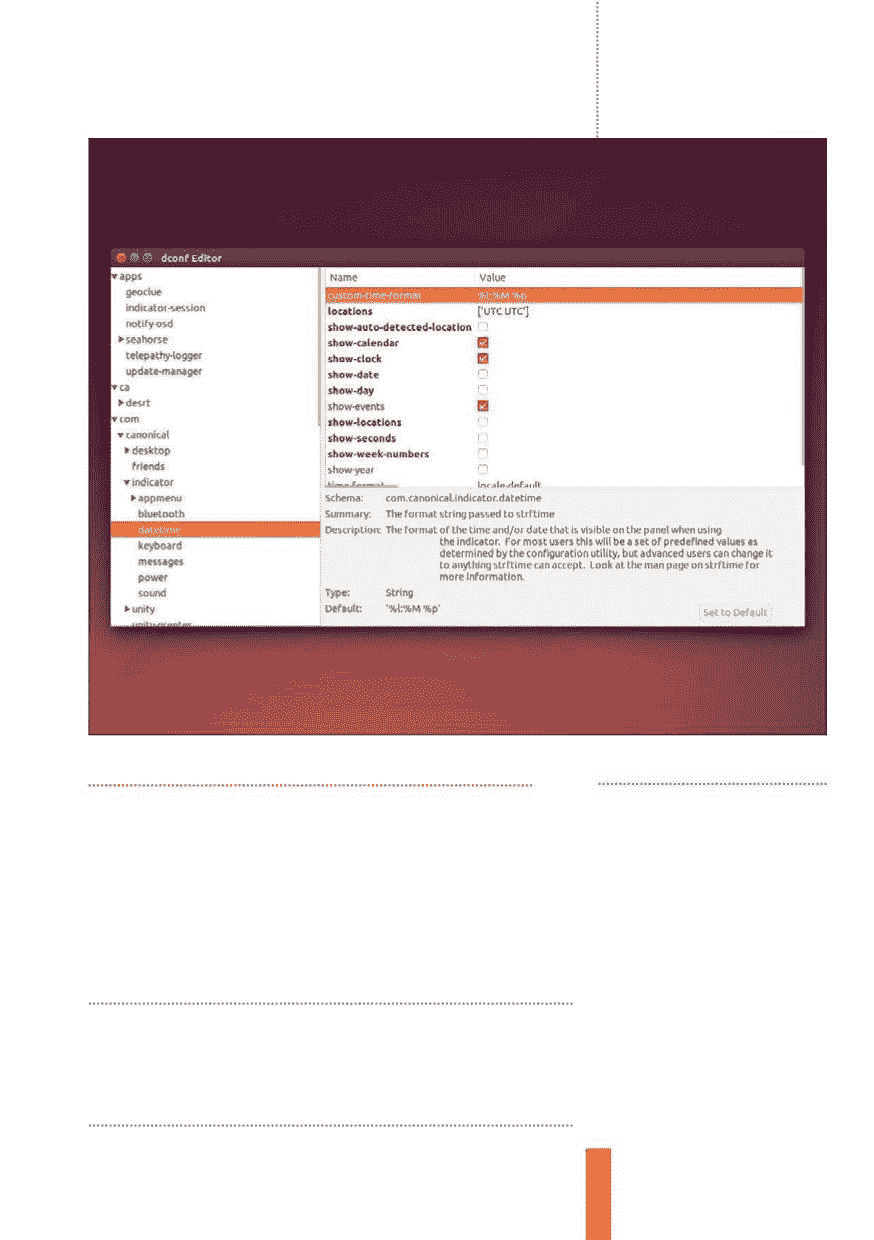 dconf Editor
apps
geoclue
indicator-session
notify-osd
seahorse
telepathy-logger
update-manager
ca
desrt
com
canonical
desktop
friends
indicator
appmenu
bluetooth
datetime
keyboard
messages
power
sound
unity
unity-greeter
Name Value
custom-time-format %l:%M %p
locations ['UTC UTC']
show-auto-detected-location
show-calendar
show-clock
show-date
show-day
show-events
show-locations
show-seconds
show-week-numbers
show-year
time-format locale-default
Schema: com.canonical.indicator.datetime
Summary: The format string passed to strftime
Description: The format of the time and/or date that is visible on the panel when using
the indicator. For most users this will be a set of predefined values as
determined by the configuration utility, but advanced users can change it
to anything strftime can accept. Look at the man page on strftime for
more information.
Type: String
Default: '%l:%M %p'
Set to Default